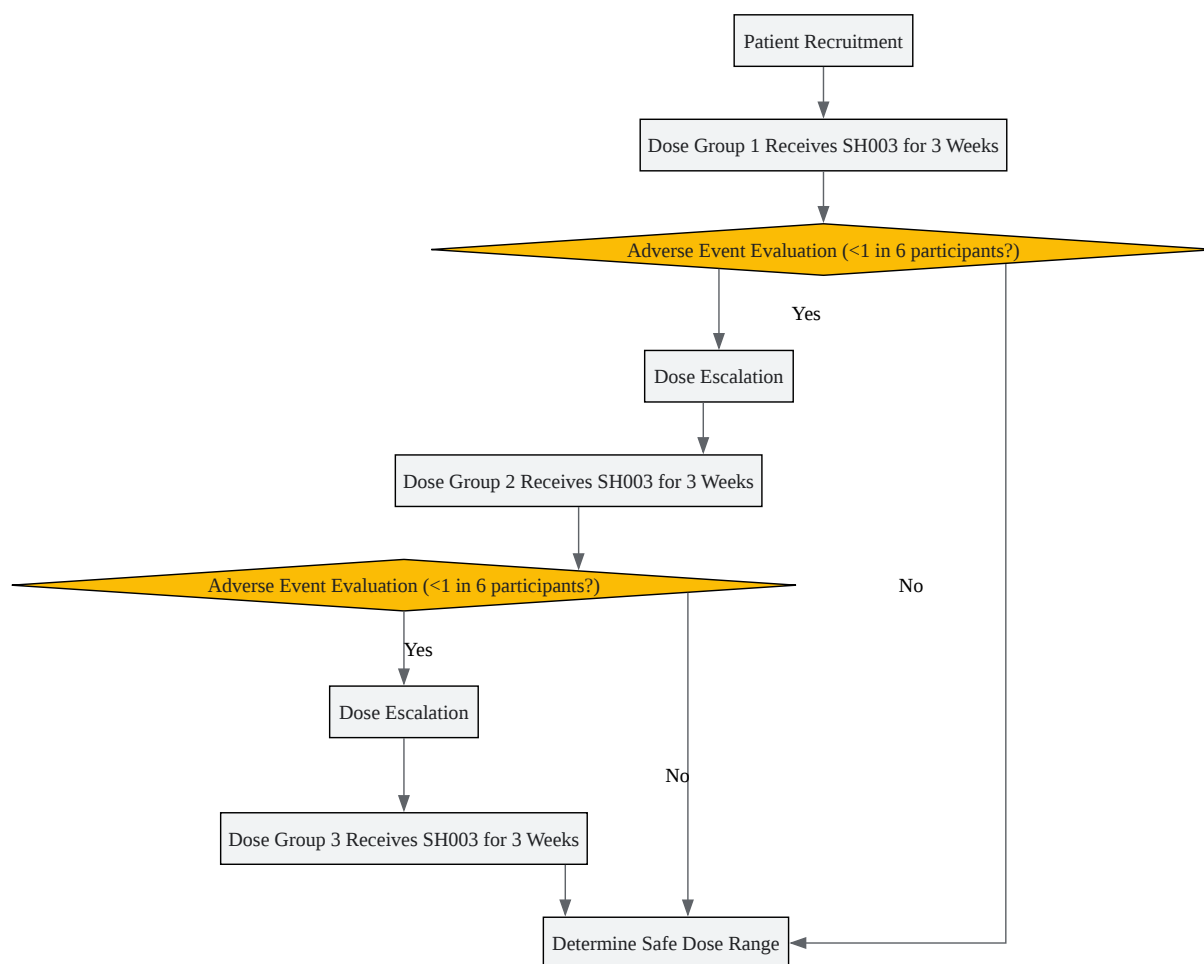 Patient Recruitment
Dose Group 1 Receives SH003 for 3 Weeks
Adverse Event Evaluation (<1 in 6 participants?)
Yes
Dose Escalation
Dose Group 2 Receives SH003 for 3 Weeks
Adverse Event Evaluation (<1 in 6 participants?)
No
Yes
Dose Escalation
No
Dose Group 3 Receives SH003 for 3 Weeks
Determine Safe Dose Range